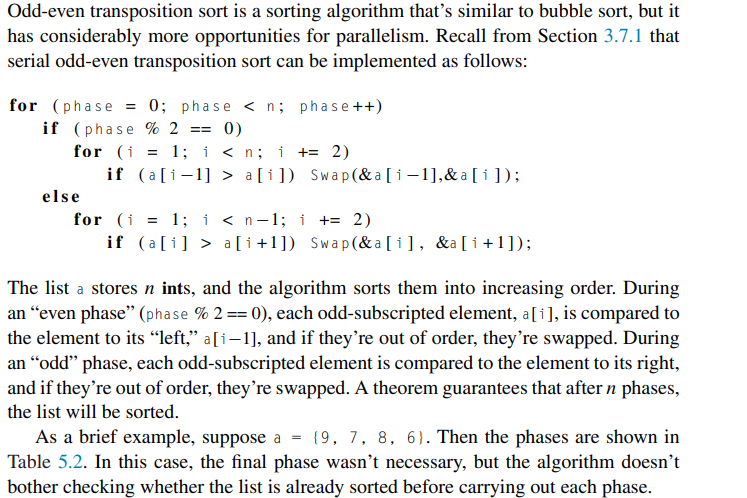 Odd-even transposition sort is a sorting algorithm that's similar to bubble sort, but it
has considerably more opportunities for parallelism. Recall from Section 3.7.1 that
serial odd-even transposition sort can be implemented as follows:
for (phase = 0; phase < n; phase++)
if (phase % 2 == 0)
for (i = 1; i < n; i += 2)
if (a[i−1] > a[i]) Swap(&a[i−1],&a[i]);
else
for (i = 1; i < n−1; i += 2)
if (a[i] > a[i+1]) Swap(&a[i], &a[i+1]);
The list a stores n ints, and the algorithm sorts them into increasing order. During
an “even phase” (phase % 2 == 0), each odd-subscripted element, a[i], is compared to
the element to its “left,” a[i−1], and if they're out of order, they're swapped. During
an “odd” phase, each odd-subscripted element is compared to the element to its right,
and if they're out of order, they're swapped. A theorem guarantees that after n phases,
the list will be sorted.
As a brief example, suppose a = {9, 7, 8, 6}. Then the phases are shown in
Table 5.2. In this case, the final phase wasn't necessary, but the algorithm doesn't
bother checking whether the list is already sorted before carrying out each phase.